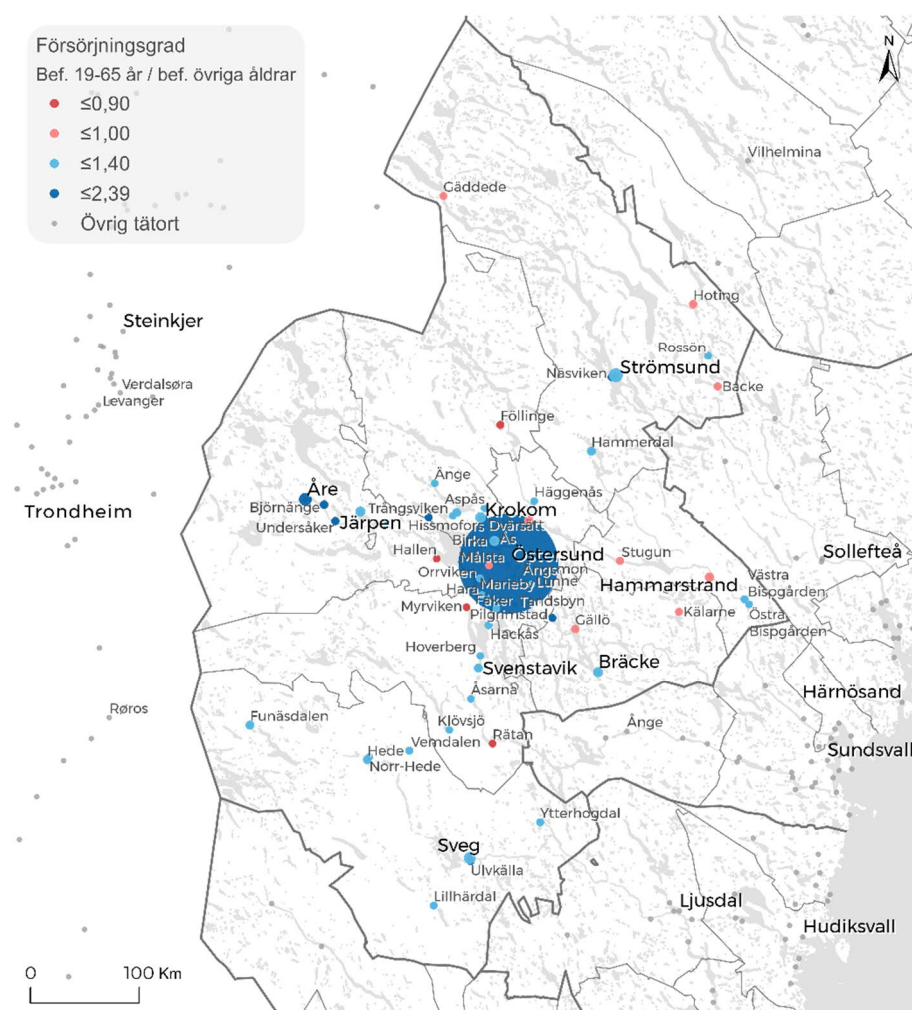 Försörjningsgrad
Bef. 19-65 år / bef. övriga åldrar
≤0,90
≤1,00
≤1,40
≤2,39
Övrig tätort
N
Vilhelmina
Gäddede
Hoting
Steinkjer
Rossön
Strömsund
Näsviken
Verdalsøra
Backe
Levanger
Föllinge
Hammerdal
Änge
Åre
Häggenås
Aspås
Björnänge
Trångsviken
Krokom
Trondheim
Undersåker
Järpen
Hissmofors
Dvärsätt
Birka
Ås
Hallen
Målsta
Östersund
Stugun
Sollefteå
Orrviken
Ängsmon
Västra
Bispgården
Marieby
Lunne
Hammarstrand
Hara
Fåker
Tandsbyn
Myrviken
Pilgrimstad
Gällö
Kälarne
Östra
Bispgården
Hackås
Hoverberg
Svenstavik
Bräcke
Åsarna
Härnösand
Røros
Funäsdalen
Klövsjö
Ånge
Rätan
Vemdalen
Hede
Norr-Hede
Sundsvall
Ytterhogdal
Sveg
Ulvkälla
Lillhärdal
Ljusdal
Hudiksvall
0
100 Km